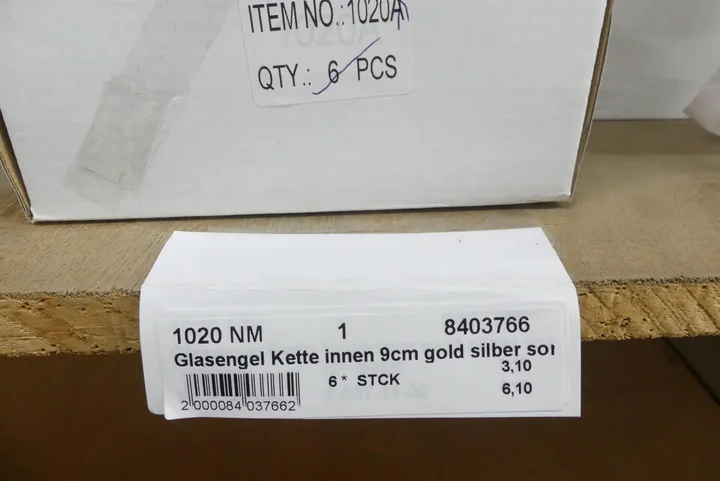 ITEM NO.: 1020A
QTY.: 6 PCS
1020 NM 1 8403766
Glasengel Kette innen 9cm gold silber sor
3,10
6* STCK
6,10
2 000084 037662